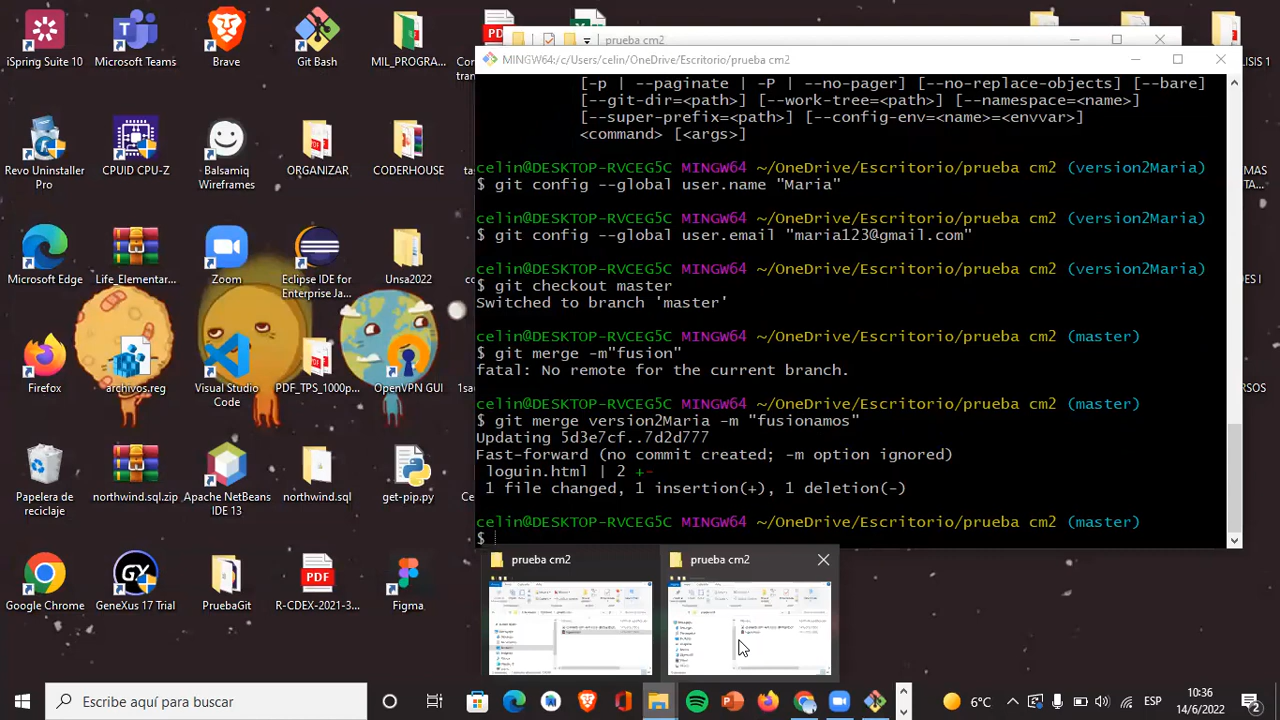 iSpring Suite 10
Microsoft Teams
Brave
Git Bash
MIL_PROGRA...
prueba cm2
MINGW64:/c/Users/celin/OneDrive/Escritorio/prueba cm2
[-p | --paginate | -P | --no-pager] [--no-replace-objects] [--bare]
[--git-dir=<path>] [--work-tree=<path>] [--namespace=<name>]
[--super-prefix=<path>] [--config-env=<name>=<envvar>]
<command> [<args>]
celin@DESKTOP-RVCEG5C MINGW64 ~/OneDrive/Escritorio/prueba cm2 (version2Maria)
$ git config --global user.name "Maria"
celin@DESKTOP-RVCEG5C MINGW64 ~/OneDrive/Escritorio/prueba cm2 (version2Maria)
$ git config --global user.email "maria123@gmail.com"
celin@DESKTOP-RVCEG5C MINGW64 ~/OneDrive/Escritorio/prueba cm2 (version2Maria)
$ git checkout master
Switched to branch 'master'
celin@DESKTOP-RVCEG5C MINGW64 ~/OneDrive/Escritorio/prueba cm2 (master)
$ git merge -m"fusion"
fatal: No remote for the current branch.
celin@DESKTOP-RVCEG5C MINGW64 ~/OneDrive/Escritorio/prueba cm2 (master)
$ git merge version2Maria -m "fusionamos"
Updating 5d3e7cf..7d2d777
Fast-forward (no commit created; -m option ignored)
loguin.html | 2 +-
1 file changed, 1 insertion(+), 1 deletion(-)
celin@DESKTOP-RVCEG5C MINGW64 ~/OneDrive/Escritorio/prueba cm2 (master)
$
Revo Uninstaller
Pro
CPUID CPU-Z
Balsamiq
Wireframes
ORGANIZAR
CODERHOUSE
Microsoft Edge
Life_Elementar...
Zoom
Eclipse IDE for
Enterprise Ja...
Unsa2022
Firefox
archivos.reg
Visual Studio
Code
PDF_TPS_1000p...
OpenVPN GUI
Papelera de
reciclaje
northwind.sql.zip
Apache NetBeans
IDE 13
northwind.sql
get-pip.py
Google Chrome
PruebaGit
R-CDEX-2021-3...
Figma
prueba cm2
prueba cm2
Escribe aquí para buscar
6°C
ESP
10:36
14/6/2022
2